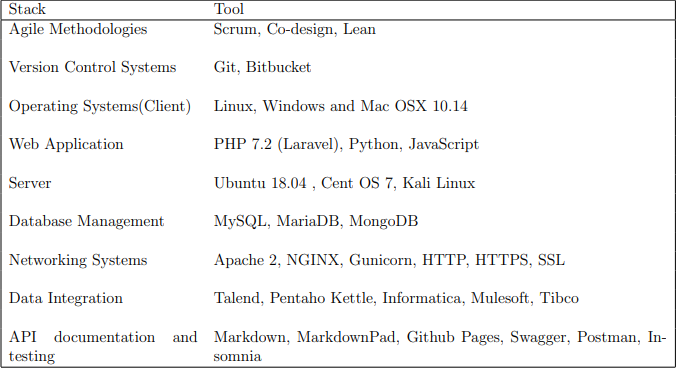 Stack Tool
Agile Methodologies Scrum, Co-design, Lean
Version Control Systems Git, Bitbucket
Operating Systems(Client) Linux, Windows and Mac OSX 10.14
Web Application PHP 7.2 (Laravel), Python, JavaScript
Server Ubuntu 18.04 , Cent OS 7, Kali Linux
Database Management MySQL, MariaDB, MongoDB
Networking Systems Apache 2, NGINX, Gunicorn, HTTP, HTTPS, SSL
Data Integration Talend, Pentaho Kettle, Informatica, Mulesoft, Tibco
API documentation and Markdown, MarkdownPad, Github Pages, Swagger, Postman, In-
testing somnia